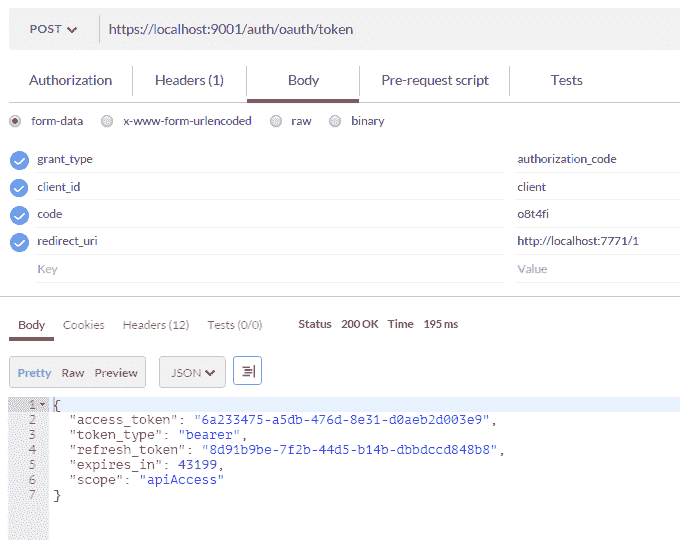 POST https://localhost:9001/auth/oauth/token
Authorization Headers (1) Body Pre-request script Tests
form-data x-www-form-urlencoded raw binary
grant_type authorization_code
client_id client
code o8t4fi
redirect_uri http://localhost:7771/1
Key Value
Body Cookies Headers (12) Tests (0/0) Status 200 OK Time 195 ms
Pretty Raw Preview JSON
1 {
2 "access_token": "6a233475-a5db-476d-8e31-d0aeb2d003e9",
3 "token_type": "bearer",
4 "refresh_token": "8d91b9be-7f2b-44d5-b14b-dbbdccd848b8",
5 "expires_in": 43199,
6 "scope": "apiAccess"
7 }